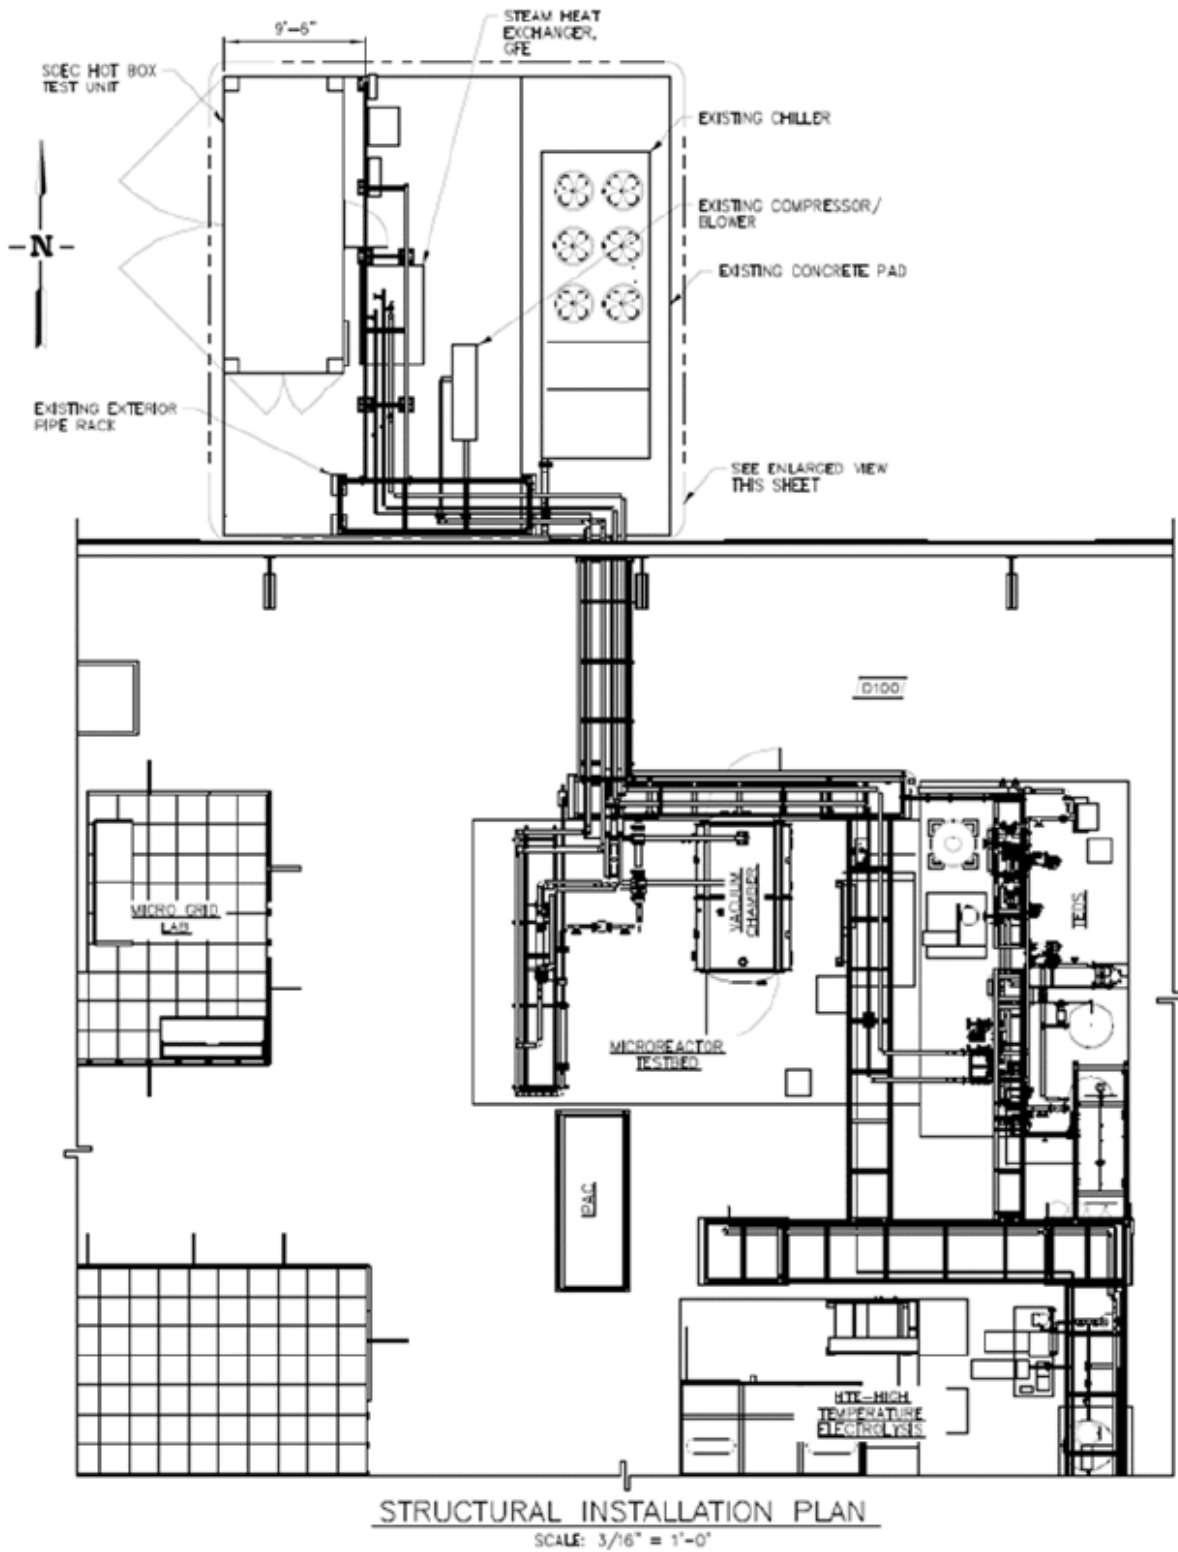 9'-6"
STEAM HEAT
EXCHANGER,
GFE
SOEC HOT BOX
TEST UNIT
EXISTING CHILLER
EXISTING COMPRESSOR/
BLOWER
N
EXISTING CONCRETE PAD
EXISTING EXTERIOR
PIPE RACK
SEE ENLARGED VIEW
THIS SHEET
D100
MICRO GRID
LAB
VACUUM
CHAMBER
TEDS
MICROREACTOR
TESTBED
IPAC
HTE-HIGH
TEMPERATURE
ELECTROLYSIS
STRUCTURAL INSTALLATION PLAN
SCALE: 3/16" = 1'-0"